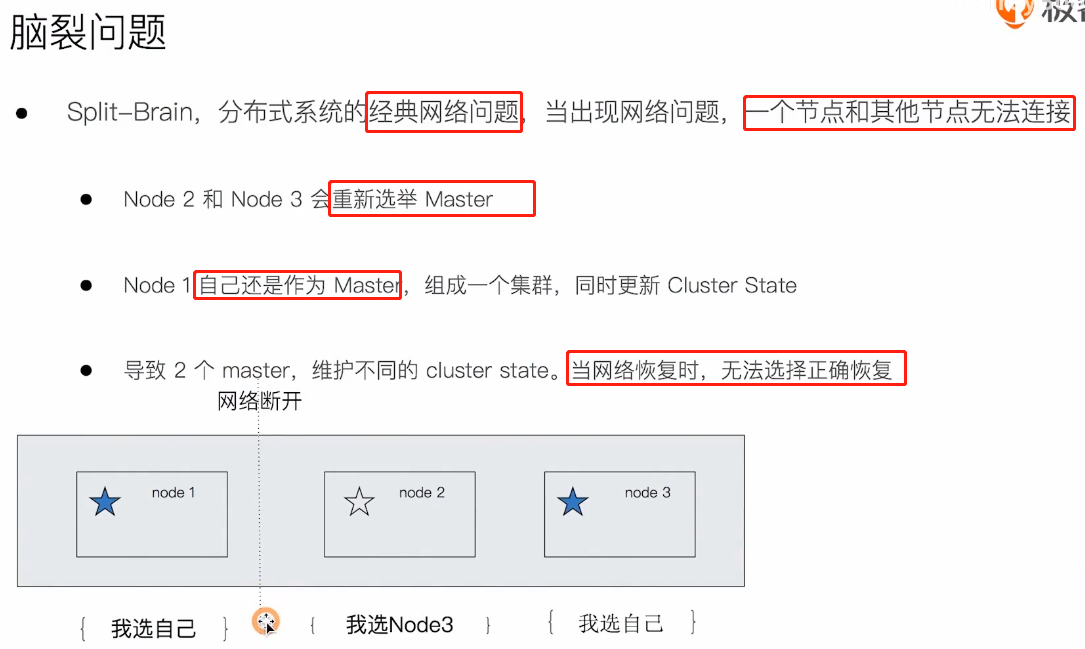 脑裂问题
Split-Brain，分布式系统的经典网络问题，当出现网络问题，一个节点和其他节点无法连接
Node 2 和 Node 3 会重新选举 Master
Node 1 自己还是作为 Master，组成一个集群，同时更新 Cluster State
导致 2 个 master，维护不同的 cluster state。当网络恢复时，无法选择正确恢复
网络断开
node 1
node 2
node 3
{ 我选自己 }
{ 我选Node3 }
{ 我选自己 }